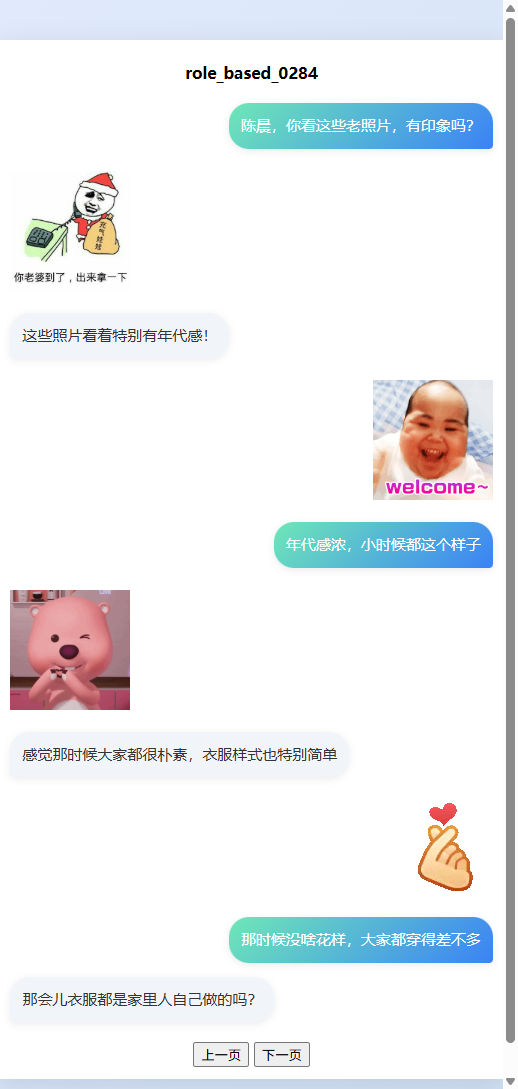 role_based_0284
陈晨，你看这些老照片，有印象吗？
充气娃娃
你老婆到了，出来拿一下
这些照片看着特别有年代感！
welcome~
年代感浓，小时候都这个样子
感觉那时候大家都很朴素，衣服样式也特别简单
那时候没啥花样，大家都穿得差不多
那会儿衣服都是家里人自己做的吗？
上一页 下一页